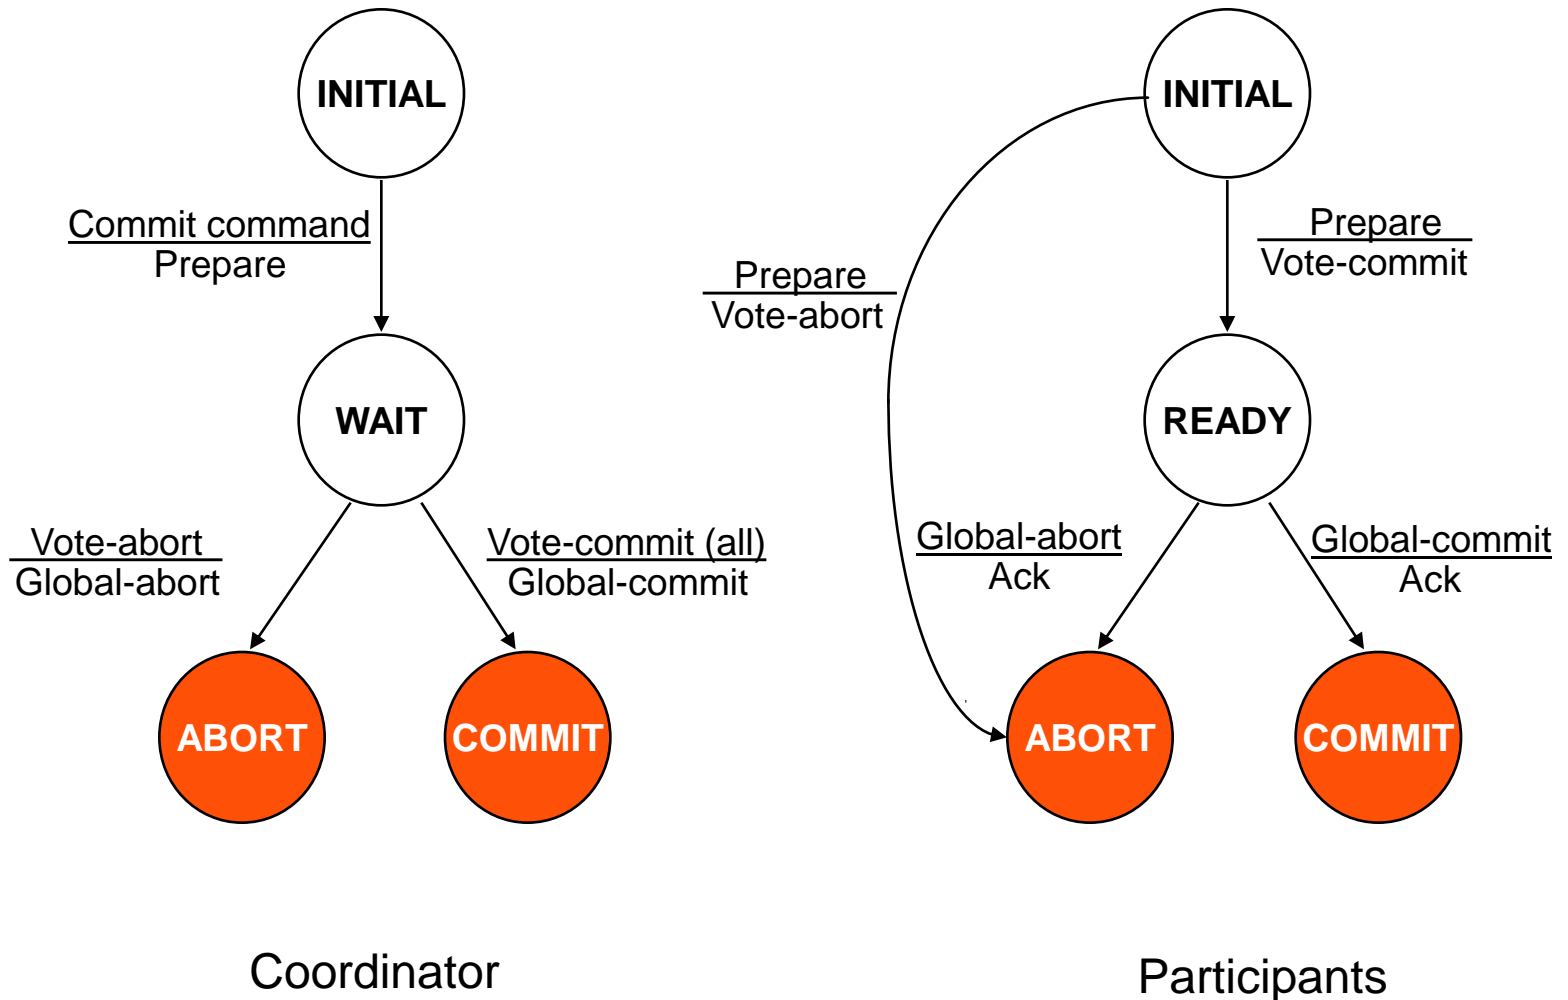 INITIAL
Commit command
Prepare
WAIT
Vote-abort
Global-abort
Vote-commit (all)
Global-commit
ABORT
COMMIT
Coordinator
INITIAL
Prepare
Vote-commit
Prepare
Vote-abort
READY
Global-abort
Ack
Global-commit
Ack
ABORT
COMMIT
Participants